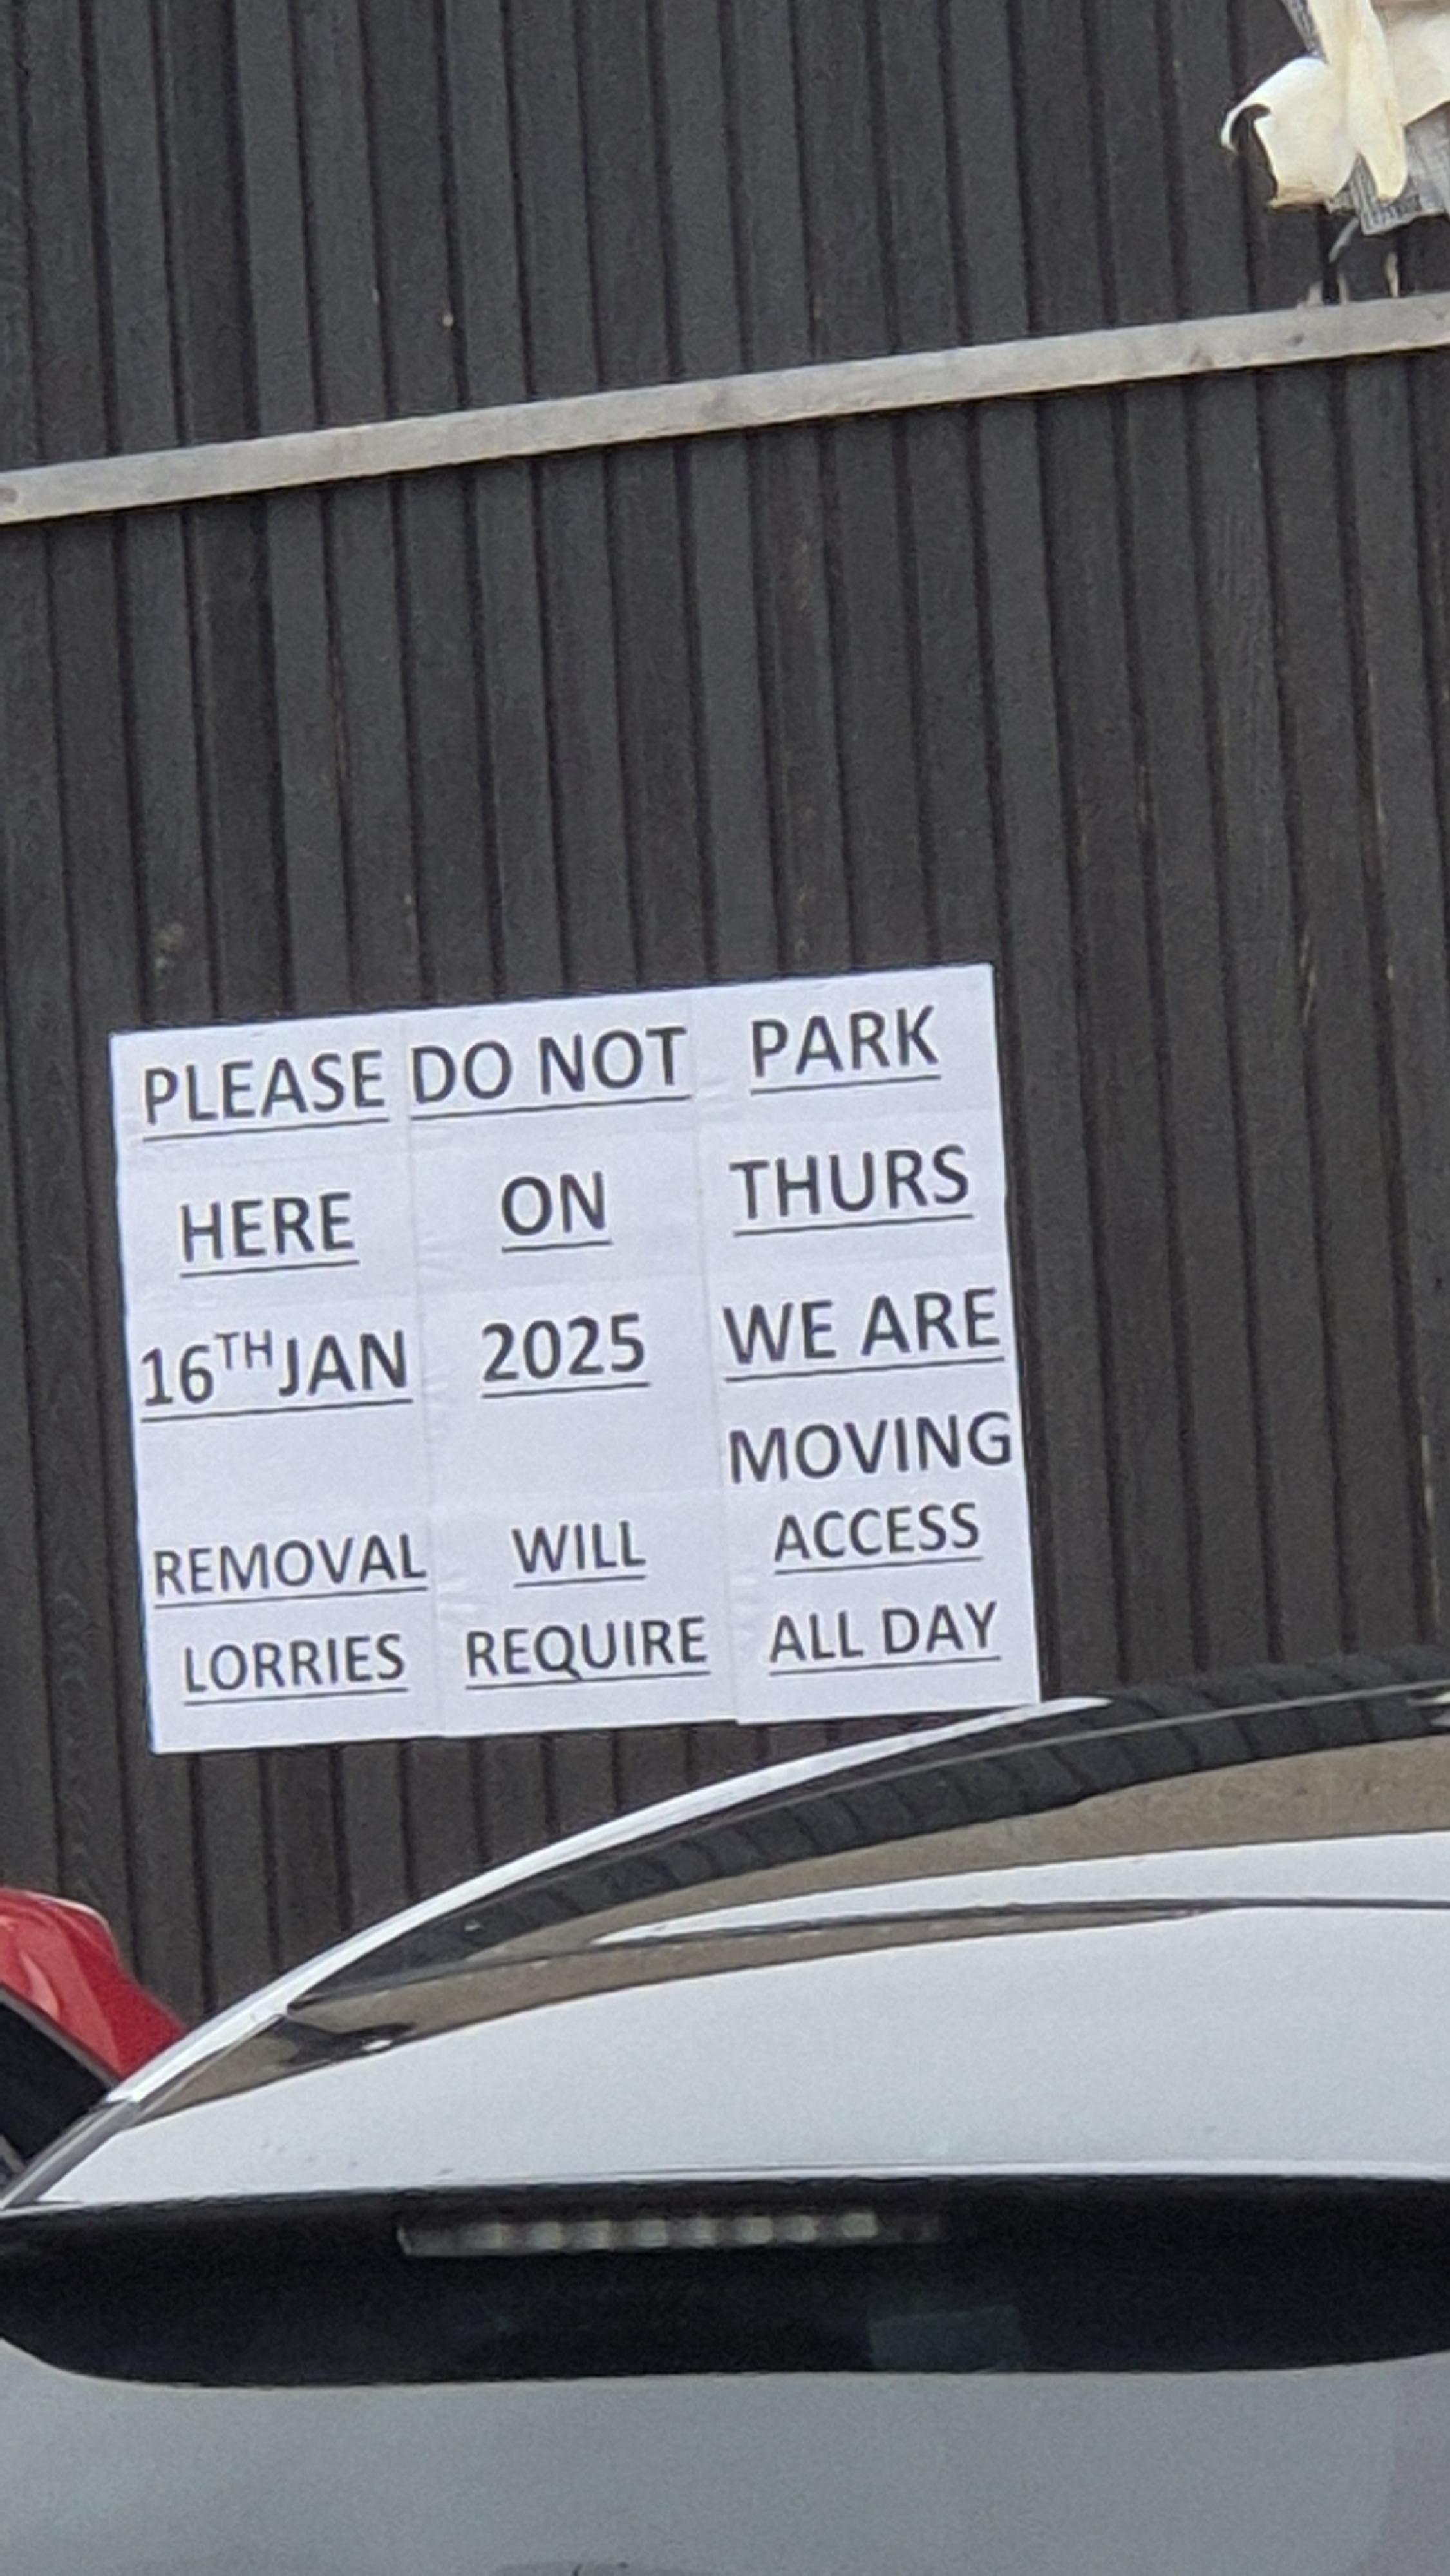 PLEASE DO NOT PARK
HERE ON THURS
16TH JAN 2025 WE ARE
MOVING
REMOVAL WILL ACCESS
LORRIES REQUIRE ALL DAY